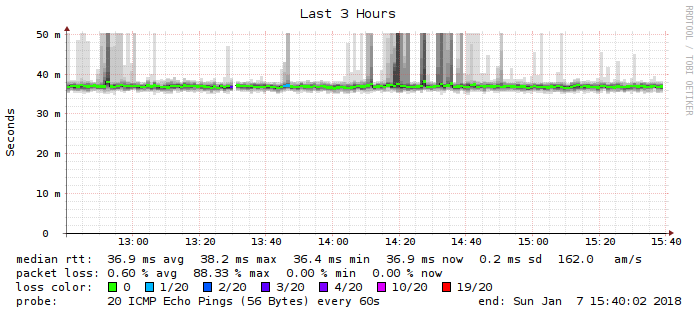 Last 3 Hours
RRDTOOL / TOBI OETIKER
Seconds
50 m
40 m
30 m
20 m
10 m
0
13:00 13:20 13:40 14:00 14:20 14:40 15:00 15:20 15:40
median rtt: 36.9 ms avg 38.2 ms max 36.4 ms min 36.9 ms now 0.2 ms sd 162.0 am/s
packet loss: 0.60 % avg 88.33 % max 0.00 % min 0.00 % now
loss color: 0 1/20 2/20 3/20 4/20 10/20 19/20
probe: 20 ICMP Echo Pings (56 Bytes) every 60s end: Sun Jan 7 15:40:02 2018